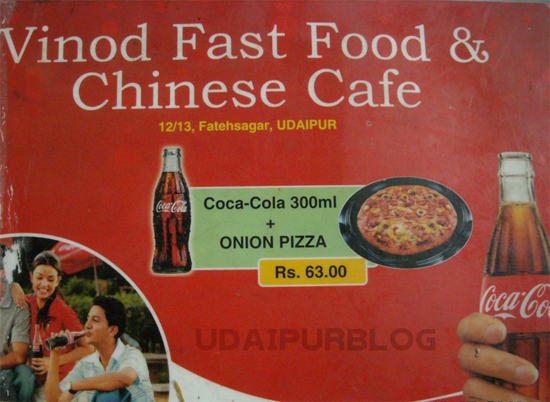 Vinod Fast Food &
Chinese Cafe
12/13, Fatehsagar, UDAIPUR
Coca-Cola 300ml
+
ONION PIZZA
Rs. 63.00
Coca-Cola
Coca-Col
UDAIPURBLOG